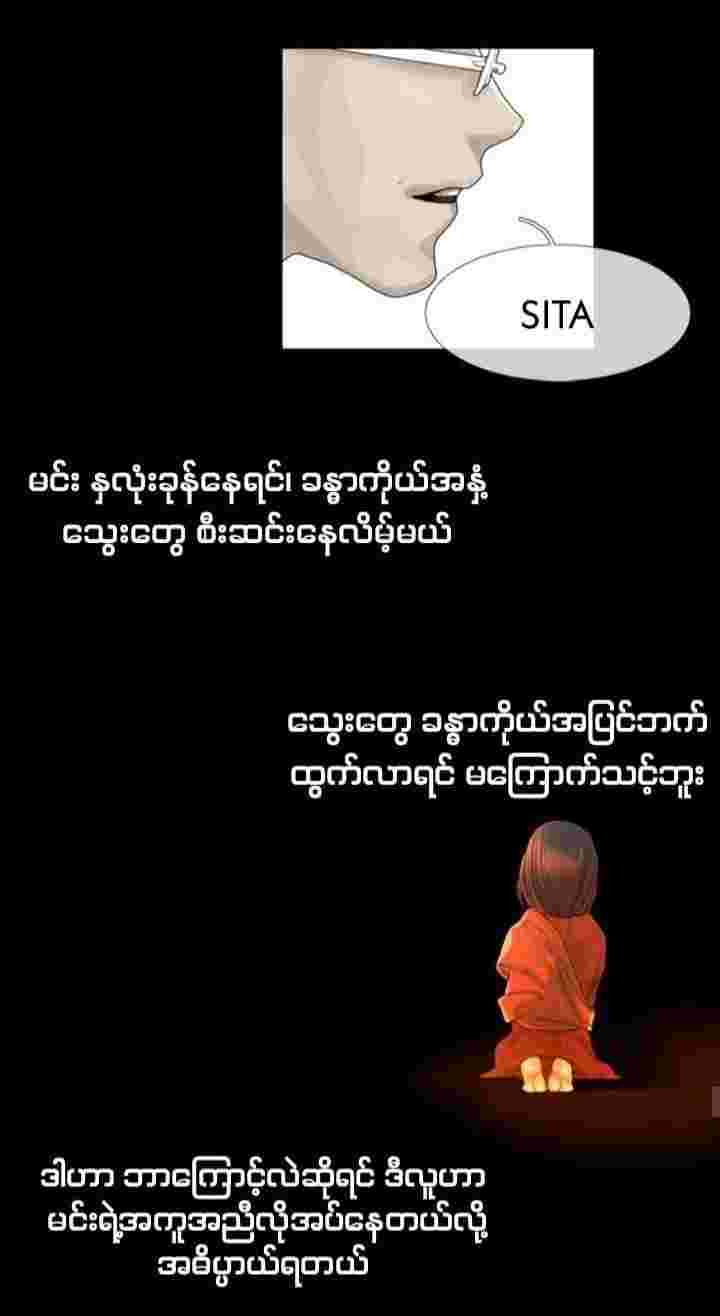 SITA
မင်း နှလုံးခုန်နေရင်၊ ခန္ဓာကိုယ်အနှံ့
သွေးတွေ စီးဆင်းနေလိမ့်မယ်
သွေးတွေ ခန္ဓာကိုယ်အပြင်ဘက်
ထွက်လာရင် မကြောက်သင့်ဘူး
ဒါဟာ ဘာကြောင့်လဲဆိုရင် ဒီလူဟာ
မင်းရဲ့အကူအညီလိုအပ်နေတယ်လို့
အဓိပ္ပာယ်ရတယ်